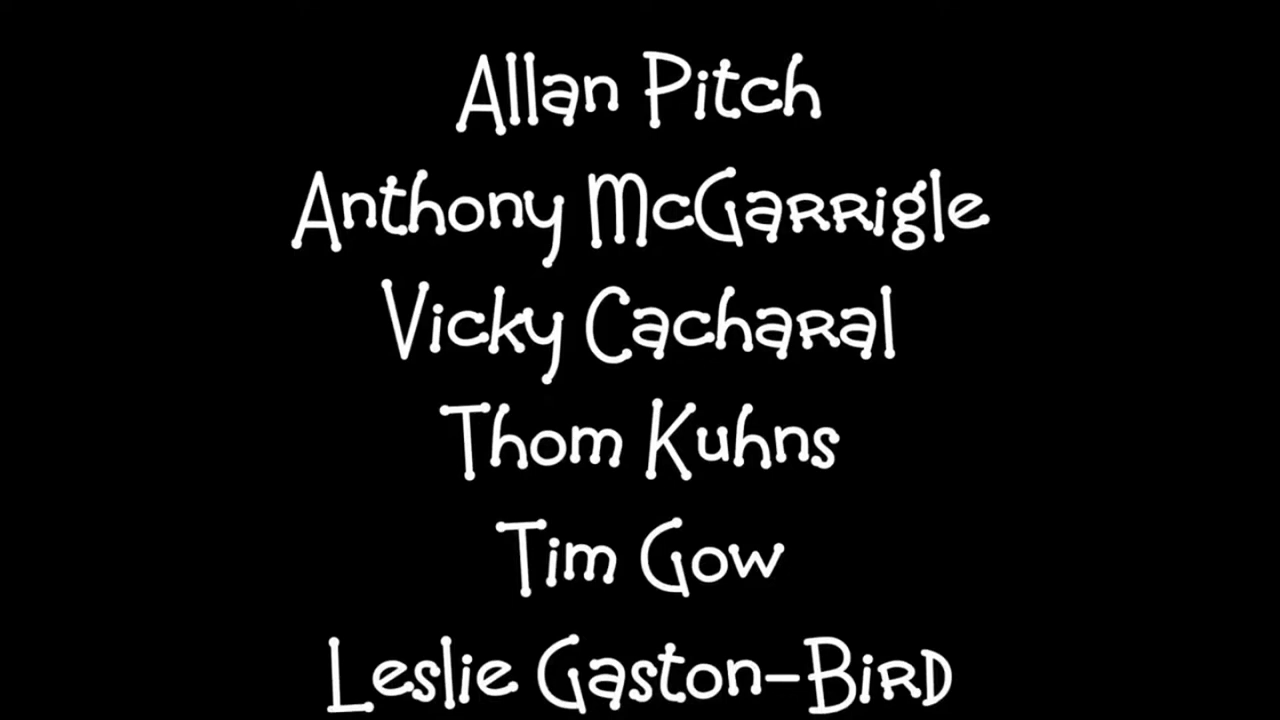 Allan Pitch
Anthony McGarrigle
Vicky Cacharal
Thom Kuhns
Tim Gow
Leslie Gaston-Bird